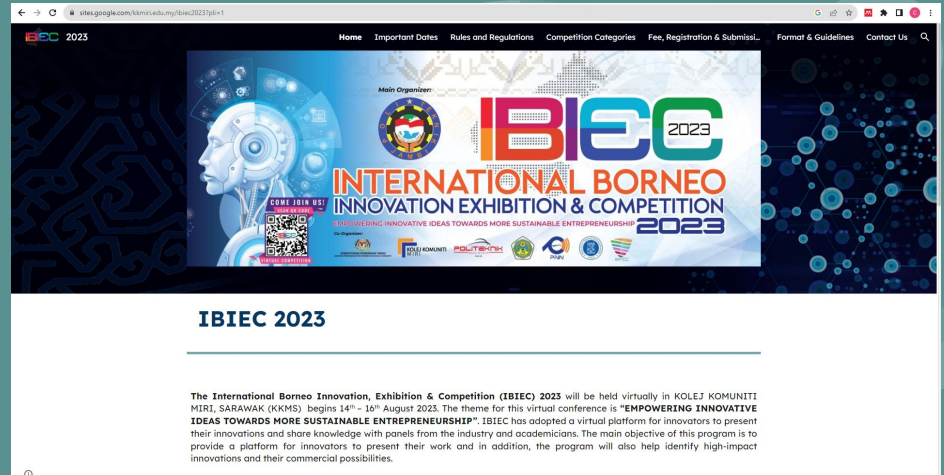 sites.google.com/kkmiri.edu.my/ibiec2023?pli=1
IBIEC 2023
Home Important Dates Rules and Regulations Competition Categories Fee, Registration & Submissi... Format & Guidelines Contact Us
Main Organizer:
IBIEC
2023
INTERNATIONAL BORNEO
INNOVATION EXHIBITION & COMPETITION
EMPOWERING INNOVATIVE IDEAS TOWARDS MORE SUSTAINABLE ENTREPRENEURSHIP 2023
COME JOIN US!
SCAN QR CODE
VIRTUAL COMPETITION
Co-Organizer:
KOLEJ KOMUNITI
MIRI
POLITEKNIK
PNN
IBIEC 2023
The International Borneo Innovation, Exhibition & Competition (IBIEC) 2023 will be held virtually in KOLEJ KOMUNITI
MIRI, SARAWAK (KKMS) begins 14th – 16th August 2023. The theme for this virtual conference is “EMPOWERING INNOVATIVE
IDEAS TOWARDS MORE SUSTAINABLE ENTREPRENEURSHIP”. IBIEC has adopted a virtual platform for innovators to present
their innovations and share knowledge with panels from the industry and academicians. The main objective of this program is to
provide a platform for innovators to present their work and in addition, the program will also help identify high-impact
innovations and their commercial possibilities.